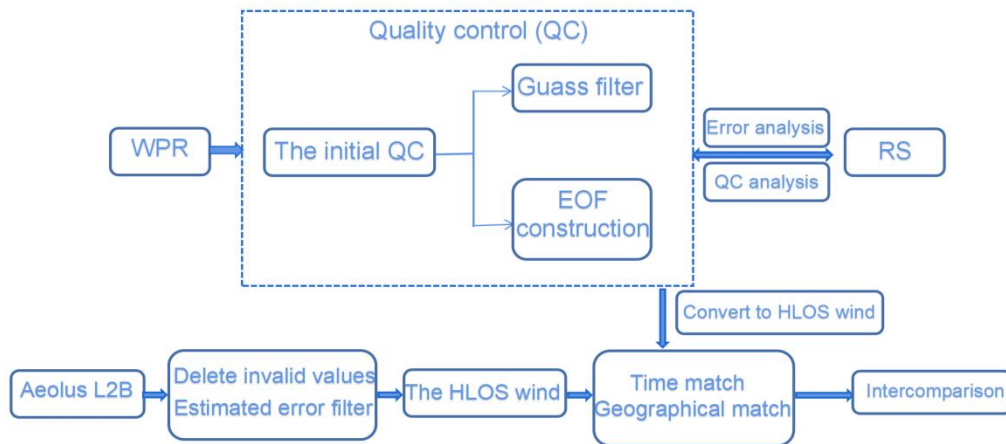 Quality control (QC)
Guass filter
WPR
The initial QC
Error analysis
RS
QC analysis
EOF
construction
Convert to HLOS wind
Aeolus L2B
Delete invalid values
Estimated error filter
The HLOS wind
Time match
Geographical match
Intercomparison